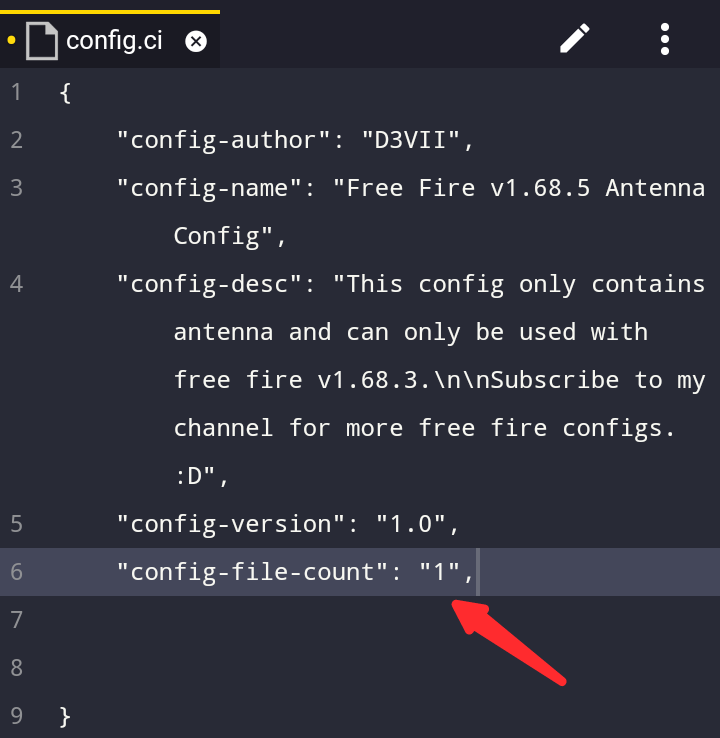 config.ci
1 {
2 "config-author": "D3VII",
3 "config-name": "Free Fire v1.68.5 Antenna
Config",
4 "config-desc": "This config only contains
antenna and can only be used with
free fire v1.68.3.\n\nSubscribe to my
channel for more free fire configs.
:D",
5 "config-version": "1.0",
6 "config-file-count": "1",
7
8
9 }